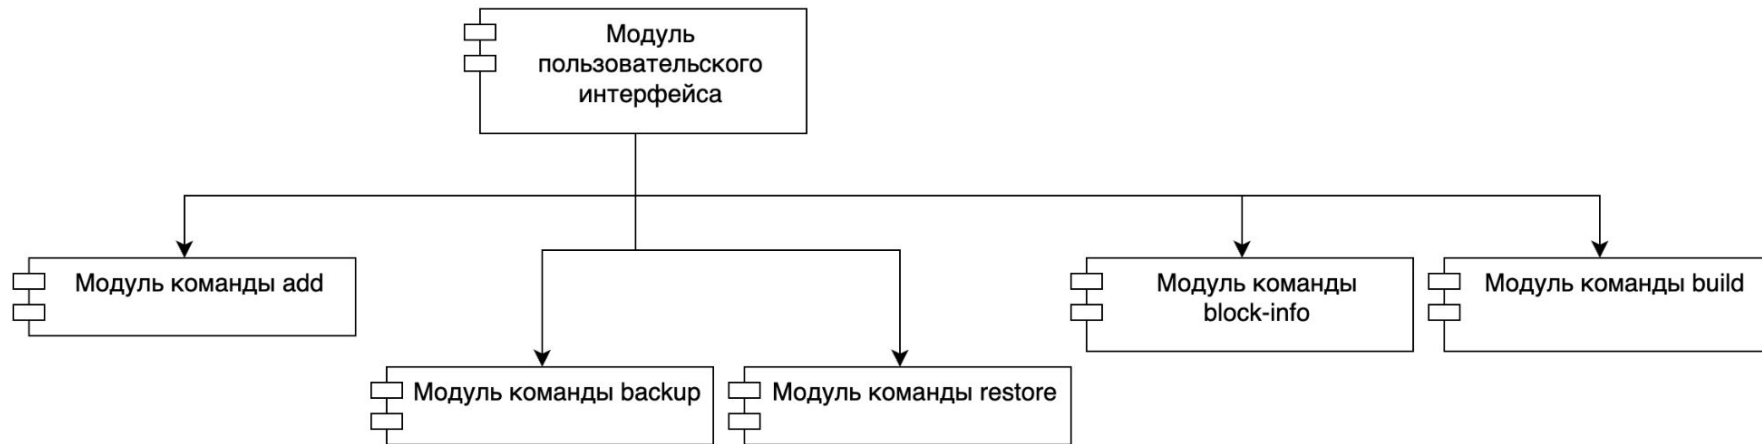 Модуль
пользовательского
интерфейса
Модуль команды add
Модуль команды
block-info
Модуль команды build
Модуль команды backup
Модуль команды restore